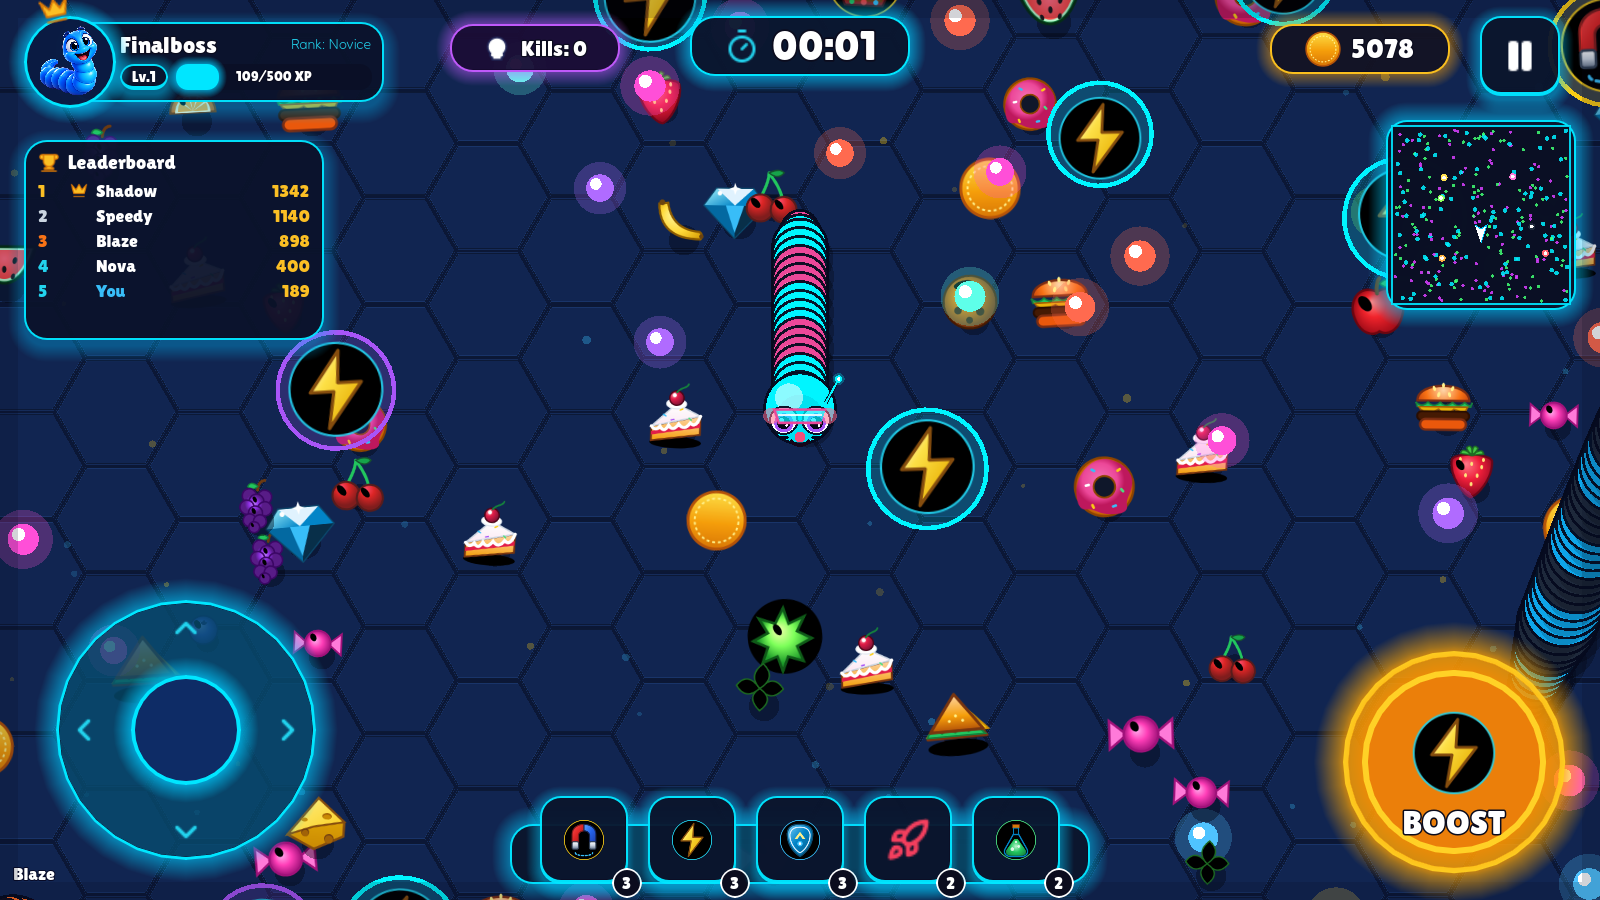 Finalboss
Rank: Novice
Lv.1
109/500 XP
Kills: 0
00:01
5078
Leaderboard
1 Shadow 1342
2 Speedy 1140
3 Blaze 898
4 Nova 400
5 You 189
BOOST
Blaze
3 3 3 2 2